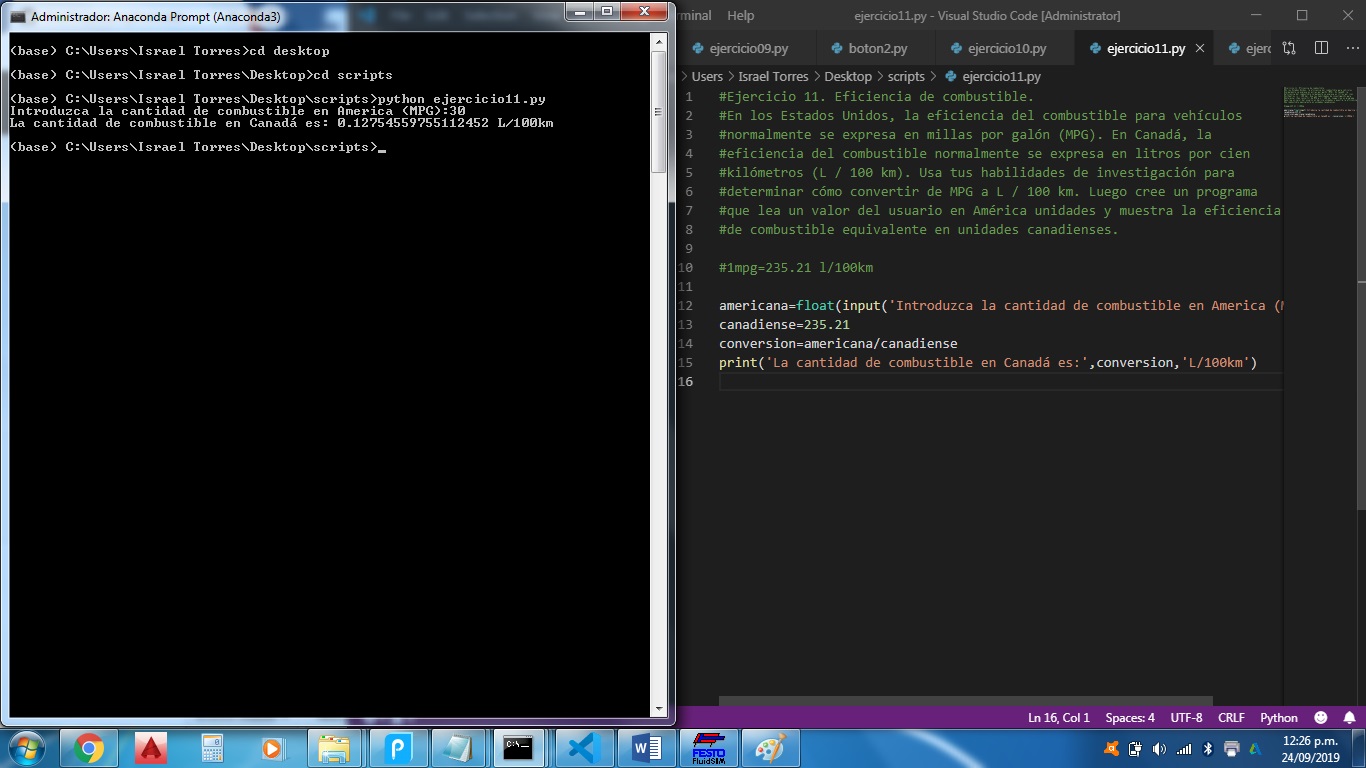 Administrador: Anaconda Prompt (Anaconda3)
(base) C:\Users\Israel Torres>cd desktop
(base) C:\Users\Israel Torres\Desktop>cd scripts
(base) C:\Users\Israel Torres\Desktop\scripts>python ejercicio11.py
Introduzca la cantidad de combustible en America (MPG):30
La cantidad de combustible en Canadá es: 0.12754559755112452 L/100km
(base) C:\Users\Israel Torres\Desktop\scripts>_
rminal Help ejercicio11.py - Visual Studio Code [Administrator]
ejercicio09.py boton2.py ejercicio10.py ejercicio11.py ejerc
> Users > Israel Torres > Desktop > scripts > ejercicio11.py
1 #Ejercicio 11. Eficiencia de combustible.
2 #En los Estados Unidos, la eficiencia del combustible para vehículos
3 #normalmente se expresa en millas por galón (MPG). En Canadá, la
4 #eficiencia del combustible normalmente se expresa en litros por cien
5 #kilómetros (L / 100 km). Usa tus habilidades de investigación para
6 #determinar cómo convertir de MPG a L / 100 km. Luego cree un programa
7 #que lea un valor del usuario en América unidades y muestra la eficiencia
8 #de combustible equivalente en unidades canadienses.
9
10 #1mpg=235.21 l/100km
11
12 americana=float(input('Introduzca la cantidad de combustible en America (M
13 canadiense=235.21
14 conversion=americana/canadiense
15 print('La cantidad de combustible en Canadá es:',conversion,'L/100km')
16
Ln 16, Col 1 Spaces: 4 UTF-8 CRLF Python
C:\_
FESTO
FluidSIM
12:26 p.m.
24/09/2019